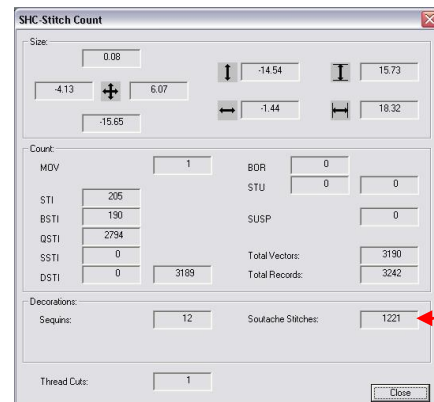 SHC-Stitch Count
Size:
0.08
-14.54 15.73
-4.13 6.07
-1.44 18.32
-15.65
Count:
MOV 1 BOR 0
STU 0 0
STI 205
BSTI 190 SUSP 0
QSTI 2794
SSTI 0 Total Vectors: 3190
DSTI 0 3189 Total Records: 3242
Decorations:
Sequins: 12 Soutache Stitches: 1221
Thread Cuts: 1
Close